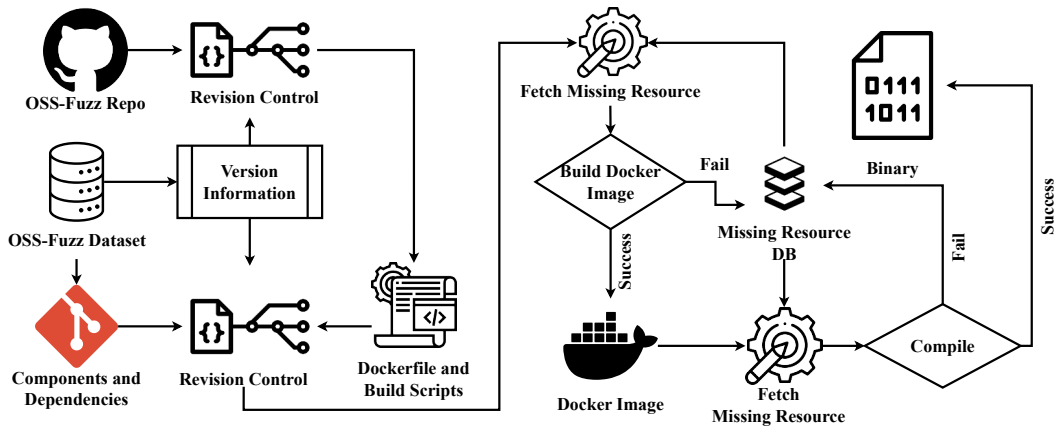 OSS-Fuzz Repo
{}
Revision Control
OSS-Fuzz Dataset
Version
Information
Components and
Dependencies
{}
Revision Control
</>
Dockerfile and
Build Scripts
Fetch Missing Resource
Build Docker
Image
Fail
Success
Missing Resource
DB
Docker Image
Fetch
Missing Resource
Compile
Fail
Success
0111
1011
Binary